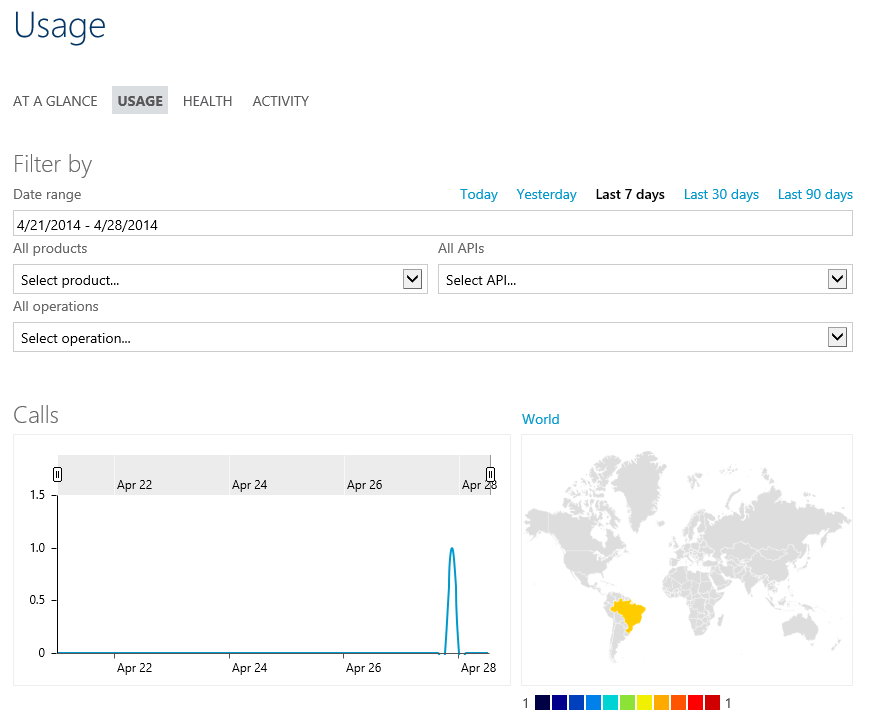 Usage
AT A GLANCE USAGE HEALTH ACTIVITY
Filter by
Date range Today Yesterday Last 7 days Last 30 days Last 90 days
4/21/2014 - 4/28/2014
All products All APIs
Select product... Select API...
All operations
Select operation...
Calls
World
Apr 22 Apr 24 Apr 26 Apr 28
1.5
1.0
0.5
0
Apr 22 Apr 24 Apr 26 Apr 28
1 1